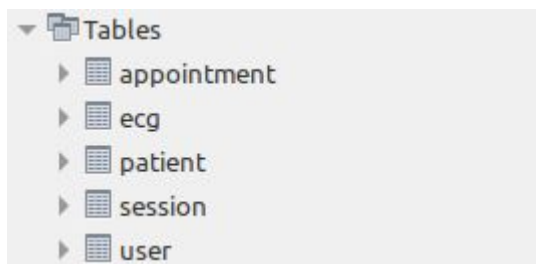 Tables
appointment
ecg
patient
session
user